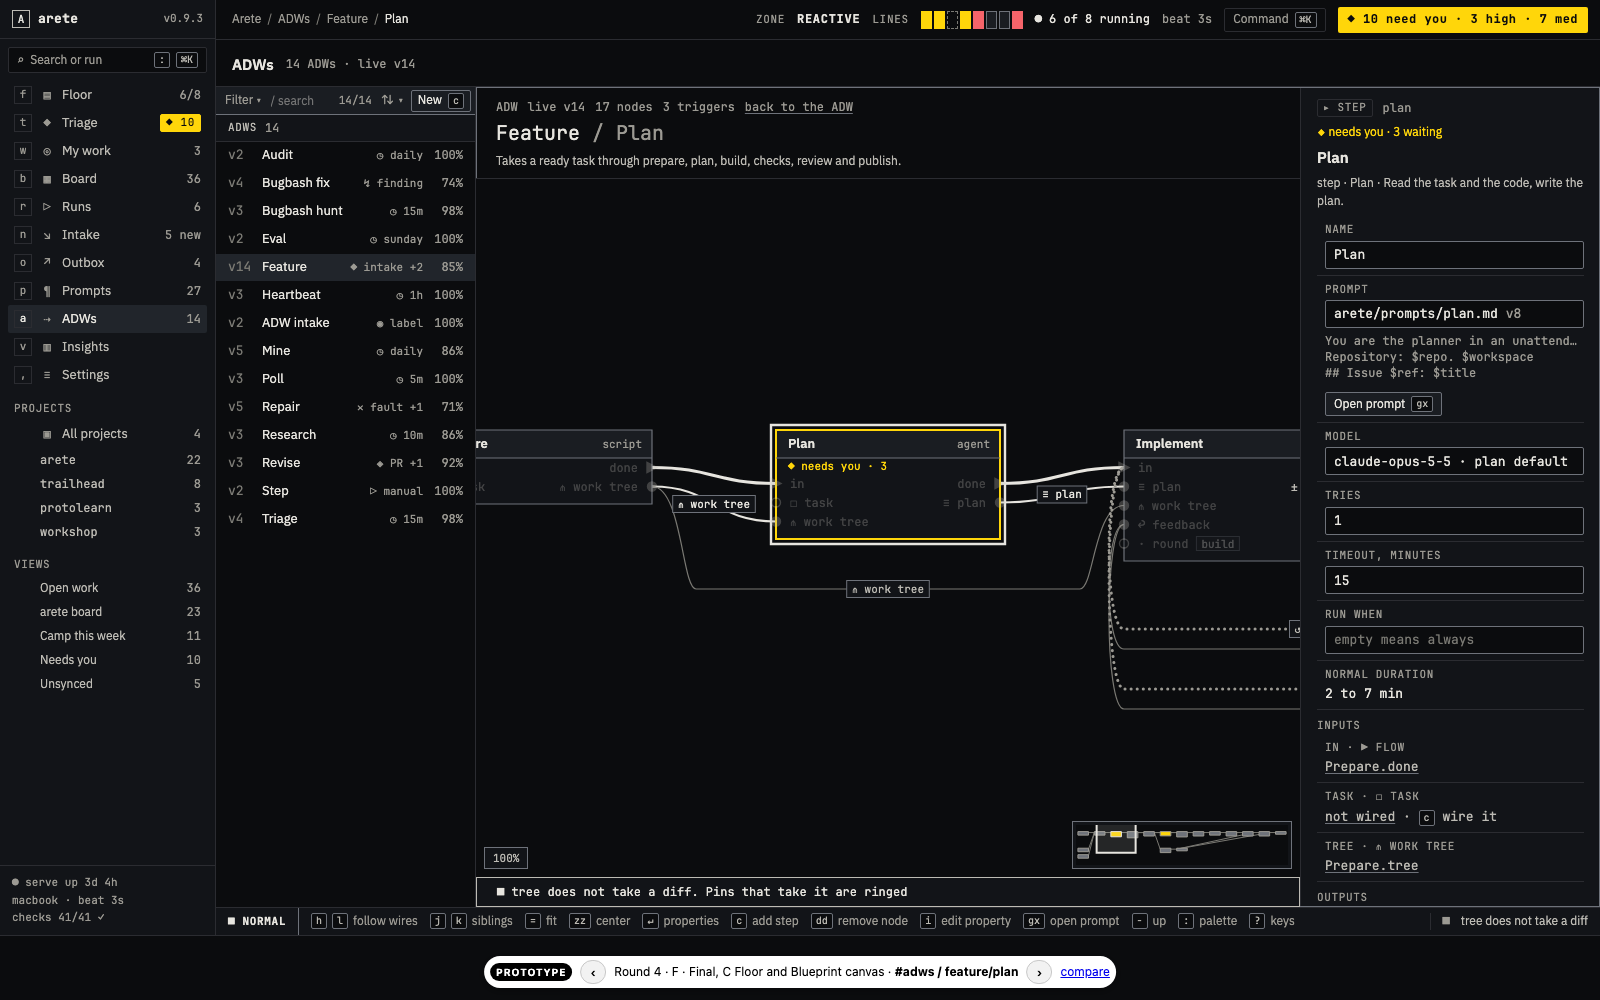 A arete v0.9.3
Search or run : ⌘K
f Floor 6/8
t Triage ◆ 10
w My work 3
b Board 36
r Runs 6
n Intake 5 new
o Outbox 4
p ¶ Prompts 27
a ADWs 14
v Insights
, Settings
PROJECTS
All projects 4
arete 22
trailhead 8
protolearn 3
workshop 3
VIEWS
Open work 36
arete board 23
Camp this week 11
Needs you 10
Unsynced 5
● serve up 3d 4h
macbook · beat 3s
checks 41/41 ✓
Arete / ADWs / Feature / Plan
ZONE REACTIVE LINES ● 6 of 8 running beat 3s Command ⌘K ◆ 10 need you · 3 high · 7 med
ADWs 14 ADWs · live v14
Filter ▾ / search 14/14 ⇅ ▾ New c
ADWS 14
v2 Audit daily 100%
v4 Bugbash fix finding 74%
v3 Bugbash hunt 15m 98%
v2 Eval sunday 100%
v14 Feature ◆ intake +2 85%
v3 Heartbeat 1h 100%
v2 ADW intake label 100%
v5 Mine daily 86%
v3 Poll 5m 100%
v5 Repair × fault +1 71%
v3 Research 10m 86%
v3 Revise ◆ PR +1 92%
v2 Step ▷ manual 100%
v4 Triage 15m 98%
ADW live v14 17 nodes 3 triggers back to the ADW
Feature / Plan
Takes a ready task through prepare, plan, build, checks, review and publish.
re script
done
work tree
work tree
Plan agent
◆ needs you · 3
in done
task ≡ plan
work tree
≡ plan
Implement
in
≡ plan ±
work tree
feedback
· round build
work tree
100%
■ tree does not take a diff. Pins that take it are ringed
▸ STEP plan
◆ needs you · 3 waiting
Plan
step · Plan · Read the task and the code, write the
plan.
NAME
Plan
PROMPT
arete/prompts/plan.md v8
You are the planner in an unattend…
Repository: $repo. $workspace
## Issue $ref: $title
Open prompt gx
MODEL
claude-opus-5-5 · plan default
TRIES
1
TIMEOUT, MINUTES
15
RUN WHEN
empty means always
NORMAL DURATION
2 to 7 min
INPUTS
IN · ▶ FLOW
Prepare.done
TASK · □ TASK
not wired · c wire it
TREE · WORK TREE
Prepare.tree
OUTPUTS
■ NORMAL h l follow wires j k siblings = fit zz center ↵ properties c add step dd remove node i edit property gx open prompt - up : palette ? keys ■ tree does not take a diff
PROTOTYPE ‹ Round 4 · F · Final, C Floor and Blueprint canvas · #adws / feature/plan › compare